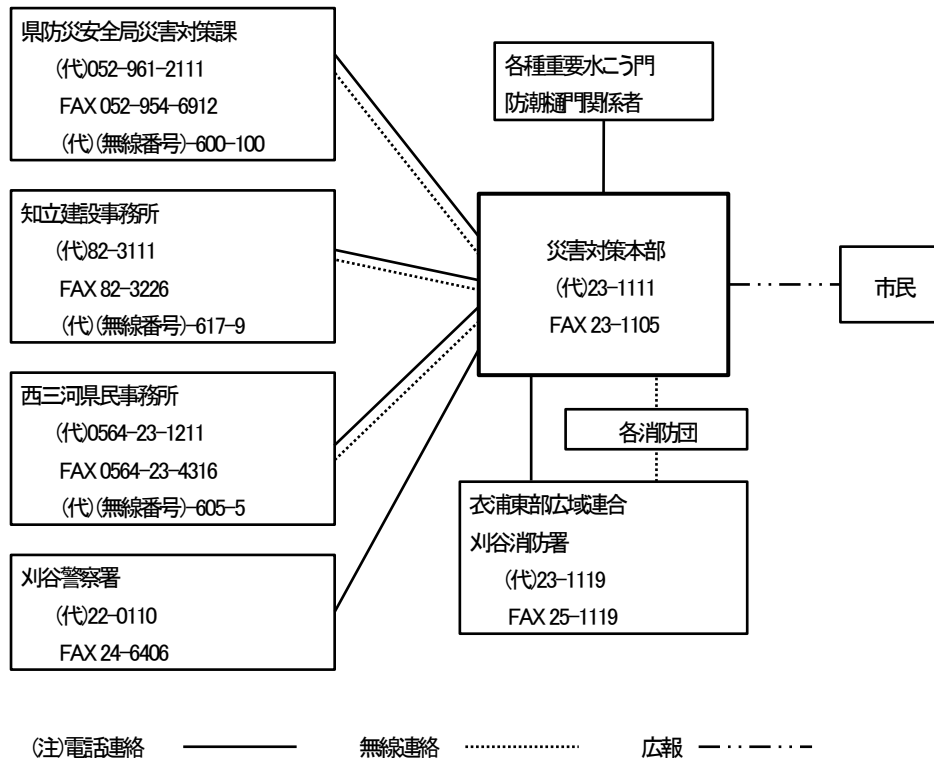 県防災安全局災害対策課
(代)052-961-2111
FAX 052-954-6912
(代)(無線番号)-600-100
知立建設事務所
(代)82-3111
FAX 82-3226
(代)(無線番号)-617-9
西三河県民事務所
(代)0564-23-1211
FAX 0564-23-4316
(代)(無線番号)-605-5
刈谷警察署
(代)22-0110
FAX 24-6406
各種重要水こう門
防潮樋門関係者
災害対策本部
(代)23-1111
FAX 23-1105
市民
各消防団
衣浦東部広域連合
刈谷消防署
(代)23-1119
FAX 25-1119
(注)電話連絡 無線連絡 広報